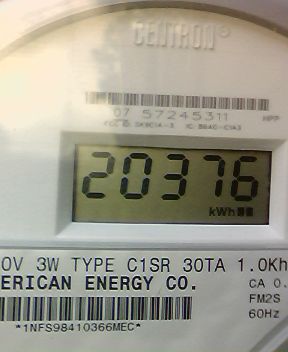 CENTRON®
07 57245311 HPP
20376
kWh
0V 3W TYPE C1SR 30TA 1.0Kh
ERICAN ENERGY CO.
CA 0.
FM2S
60Hz
*1NFS98410366MEC*